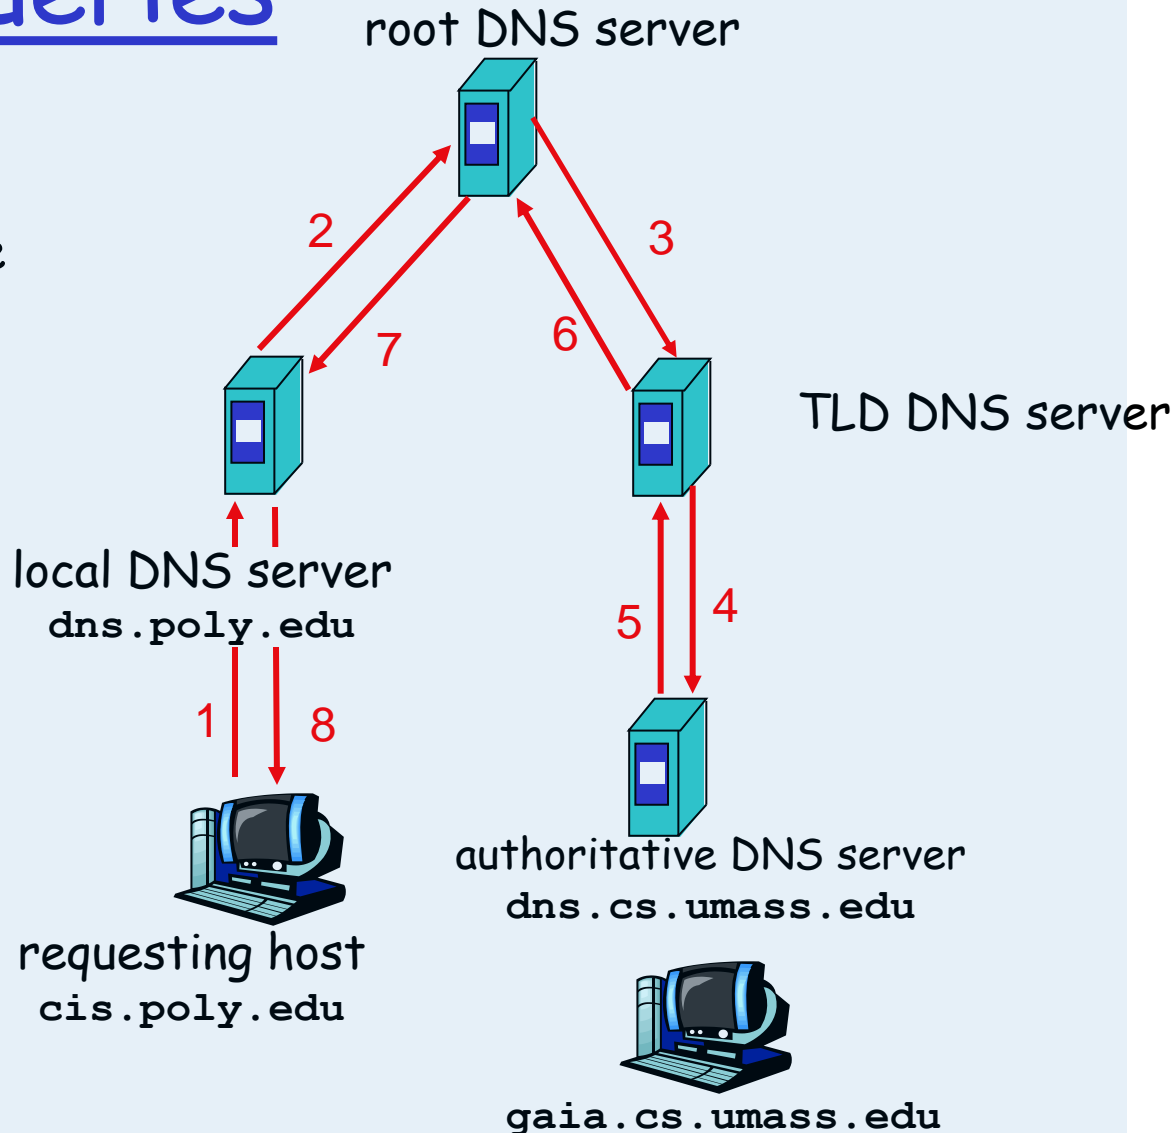 root DNS server
2
3
7
6
TLD DNS server
local DNS server
dns.poly.edu
5
4
1
8
authoritative DNS server
dns.cs.umass.edu
requesting host
cis.poly.edu
gaia.cs.umass.edu